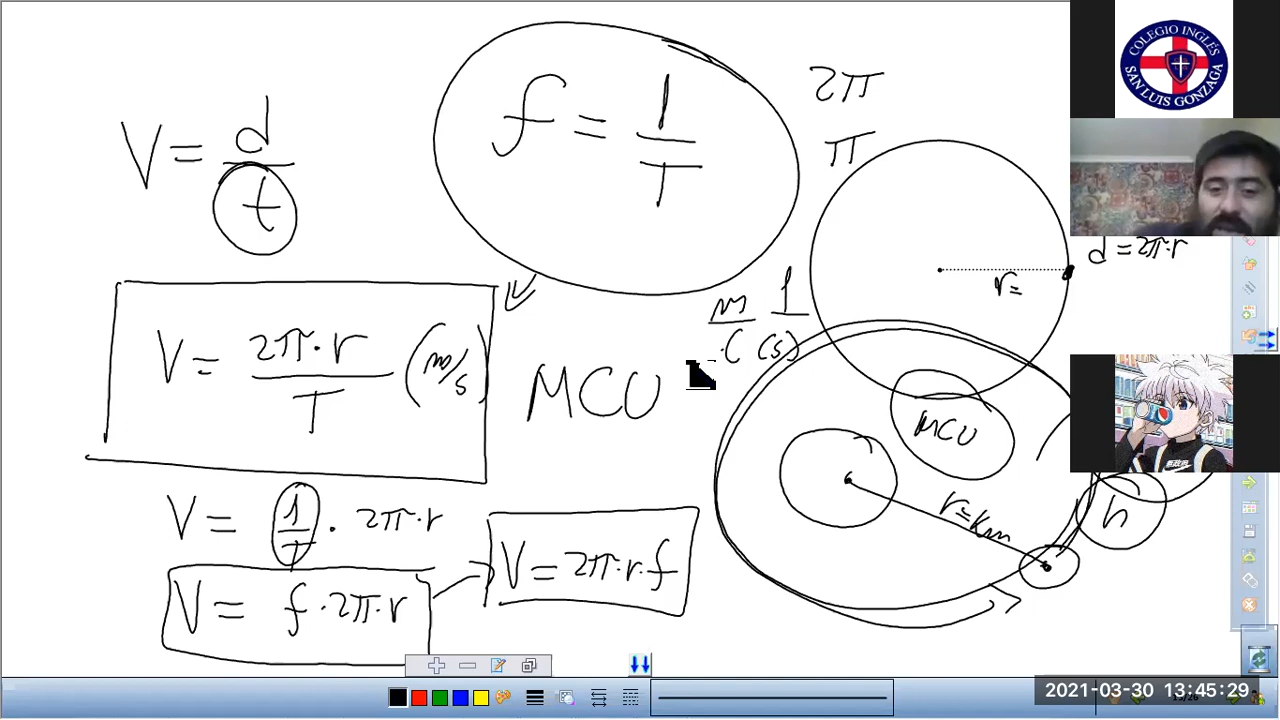 V = d/t
f = 1/T
2π
π
d = 2π·r
r=
V = 2π·r/T (m/s)
MCU
m 1
(s)
MCU
r=Km
h
V = 1/T · 2π·r
V = f·2π·r
V = 2π·r·f
COLEGIO INGLÉS
SAN LUIS GONZAGA
2021-03-30 13:45:29